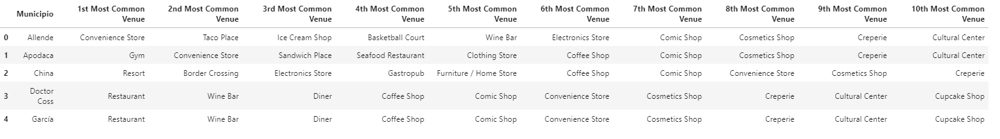 Municipio 1st Most Common Venue 2nd Most Common Venue 3rd Most Common Venue 4th Most Common Venue 5th Most Common Venue 6th Most Common Venue 7th Most Common Venue 8th Most Common Venue 9th Most Common Venue 10th Most Common Venue
0 Allende Convenience Store Taco Place Ice Cream Shop Basketball Court Wine Bar Electronics Store Comic Shop Cosmetics Shop Creperie Cultural Center
1 Apodaca Gym Convenience Store Sandwich Place Seafood Restaurant Clothing Store Coffee Shop Comic Shop Cosmetics Shop Creperie Cultural Center
2 China Resort Border Crossing Electronics Store Gastropub Furniture / Home Store Coffee Shop Comic Shop Convenience Store Cosmetics Shop Creperie
3 Doctor Coss Restaurant Wine Bar Diner Coffee Shop Comic Shop Convenience Store Cosmetics Shop Creperie Cultural Center Cupcake Shop
4 García Restaurant Wine Bar Diner Coffee Shop Comic Shop Convenience Store Cosmetics Shop Creperie Cultural Center Cupcake Shop